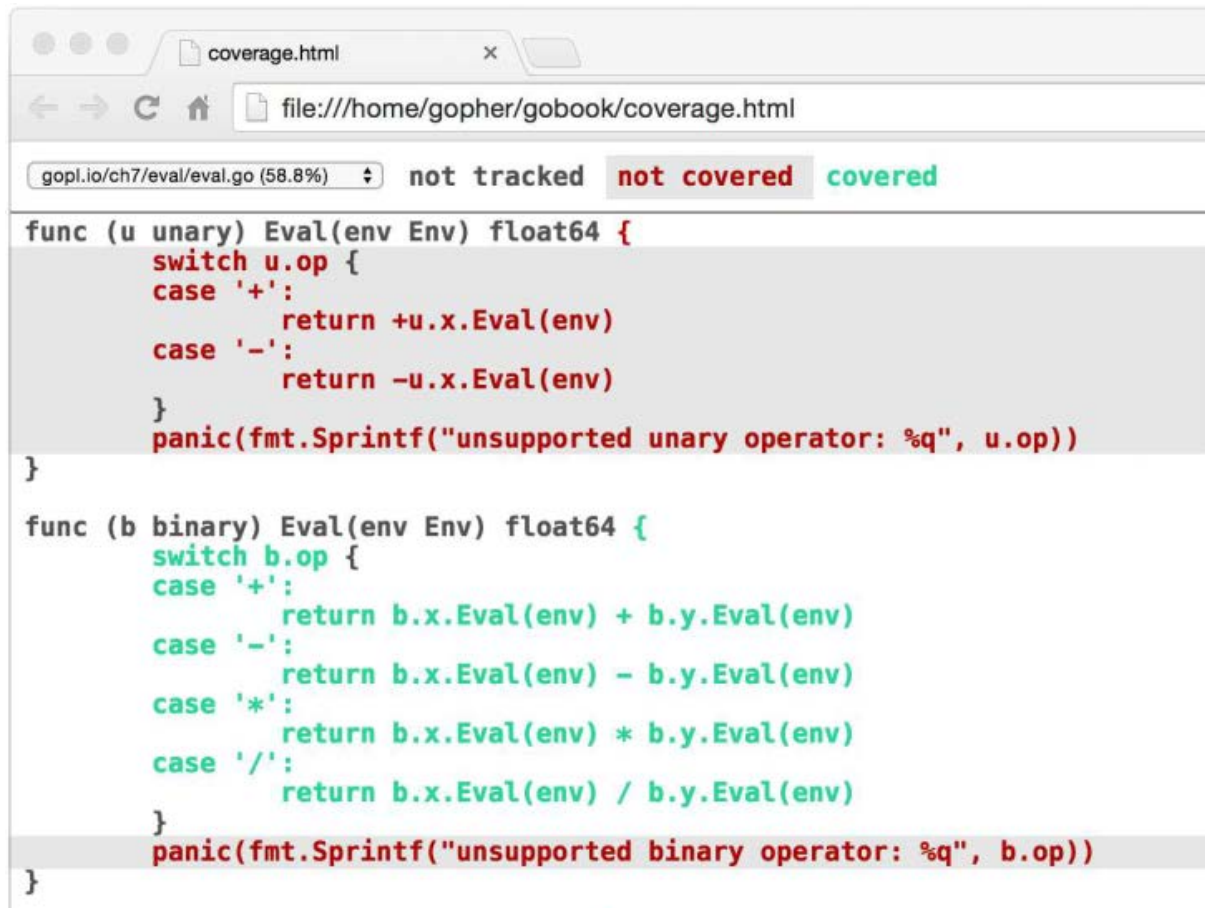 coverage.html
file:///home/gopher/gobook/coverage.html
gopl.io/ch7/eval/eval.go (58.8%) not tracked not covered covered
func (u unary) Eval(env Env) float64 {
        switch u.op {
        case '+':
                return +u.x.Eval(env)
        case '-':
                return -u.x.Eval(env)
        }
        panic(fmt.Sprintf("unsupported unary operator: %q", u.op))
}

func (b binary) Eval(env Env) float64 {
        switch b.op {
        case '+':
                return b.x.Eval(env) + b.y.Eval(env)
        case '-':
                return b.x.Eval(env) - b.y.Eval(env)
        case '*':
                return b.x.Eval(env) * b.y.Eval(env)
        case '/':
                return b.x.Eval(env) / b.y.Eval(env)
        }
        panic(fmt.Sprintf("unsupported binary operator: %q", b.op))
}